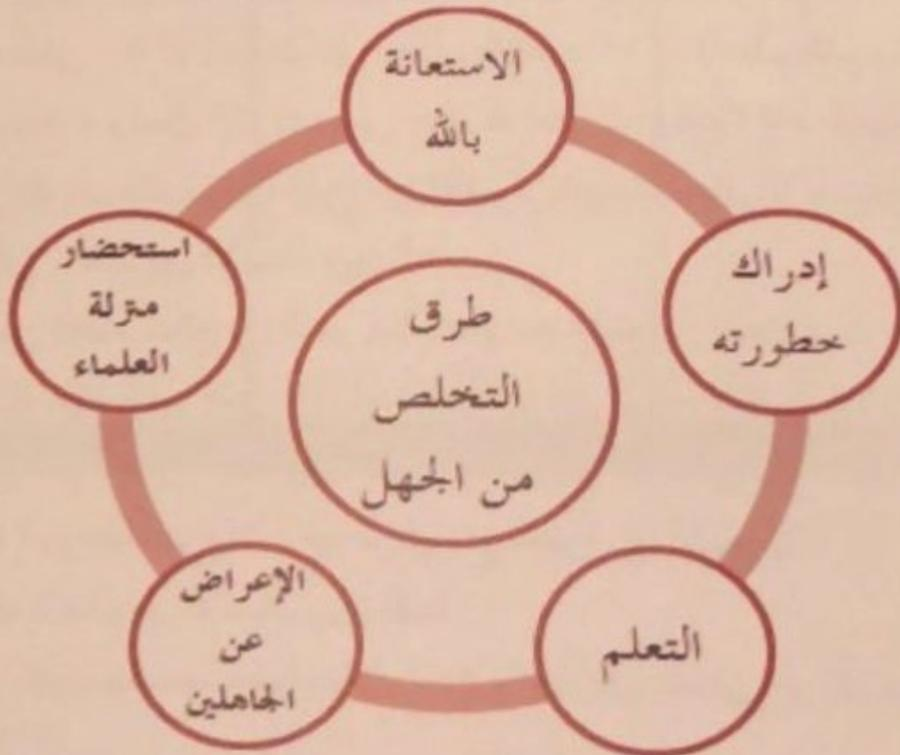 الاستعانة
بالله
إدراك
خطورته
التعلم
الإعراض
عن
الجاهلين
استحضار
منزلة
العلماء
طرق
التخلص
من الجهل